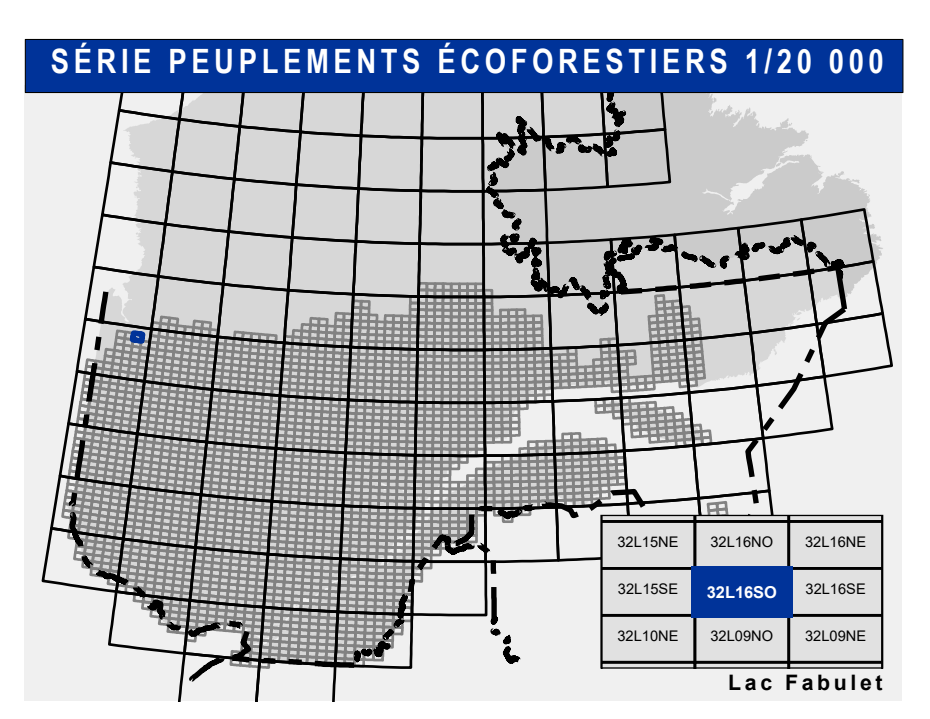 SÉRIE PEUPLEMENTS ÉCOFORESTIERS 1/20 000
32L15NE 32L16NO 32L16NE
32L15SE 32L16SO 32L16SE
32L10NE 32L09NO 32L09NE
Lac Fabulet